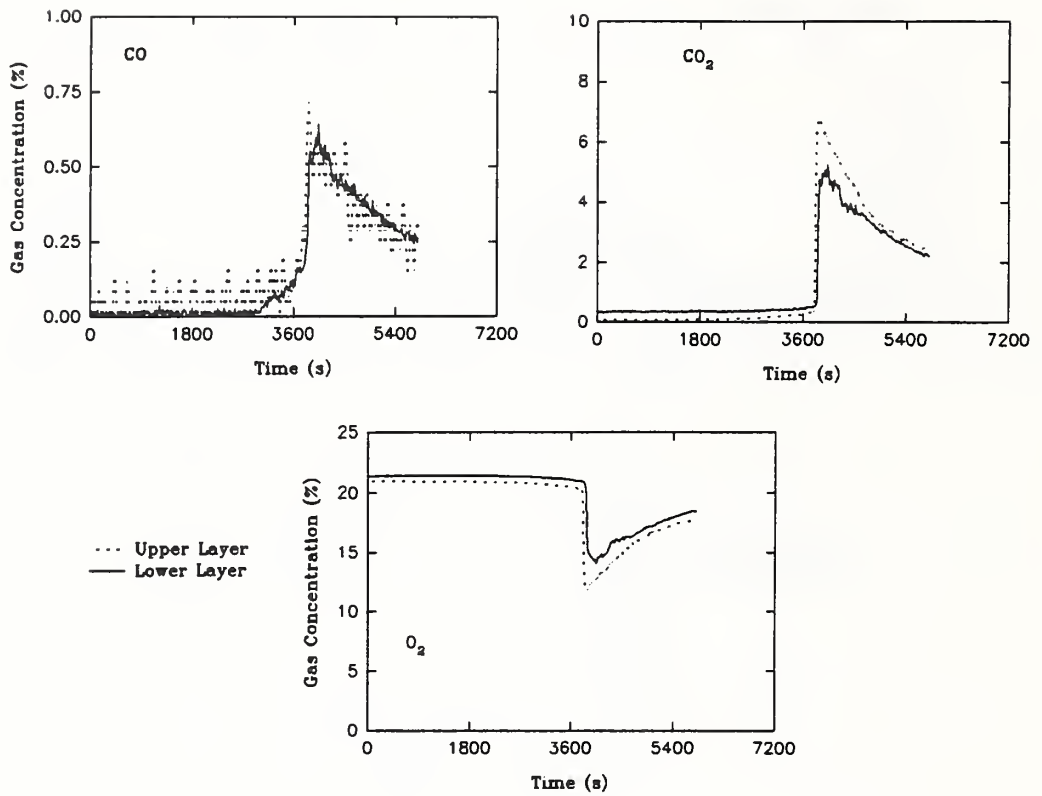 Gas Concentration (%)
1.00
0.75
0.50
0.25
0.00
CO
0 1800 3600 5400 7200
Time (s)
10
8
6
4
2
0
CO₂
0 1800 3600 5400 7200
Time (s)
Gas Concentration (%)
25
20
15
10
5
0
O₂
0 1800 3600 5400 7200
Time (s)
Upper Layer
Lower Layer